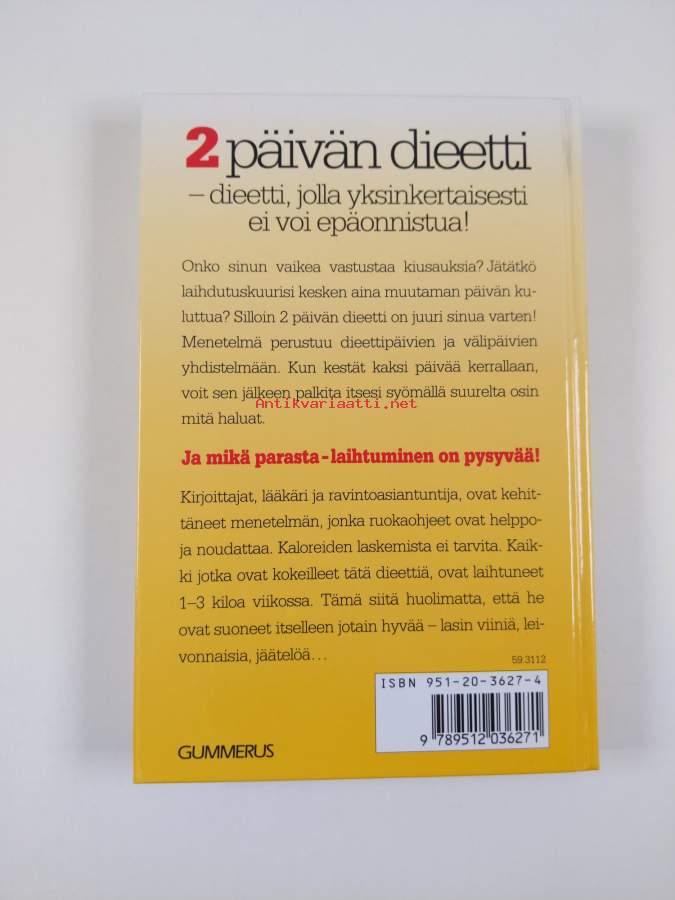 2 päivän dieetti
– dieetti, jolla yksinkertaisesti
ei voi epäonnistua!
Onko sinun vaikea vastustaa kiusauksia? Jätätkö
laihdutuskuurisi kesken aina muutaman päivän ku-
luttua? Silloin 2 päivän dieetti on juuri sinua varten!
Menetelmä perustuu dieettipäivien ja välipäivien
yhdistelmään. Kun kestät kaksi päivää kerrallaan,
voit sen jälkeen palkita itsesi syömällä suurelta osin
Antikvariaatti.net
mitä haluat.
Ja mikä parasta - laihtuminen on pysyvää!
Kirjoittajat, lääkäri ja ravintoasiantuntija, ovat kehit-
täneet menetelmän, jonka ruokaohjeet ovat helppo-
ja noudattaa. Kaloreiden laskemista ei tarvita. Kaik-
ki jotka ovat kokeilleet tätä dieettiä, ovat laihtuneet
1–3 kiloa viikossa. Tämä siitä huolimatta, että he
ovat suoneet itselleen jotain hyvää – lasin viiniä, lei-
vonnaisia, jäätelöä...
59.3112
ISBN 951-20-3627-4
9 789512 036271
GUMMERUS